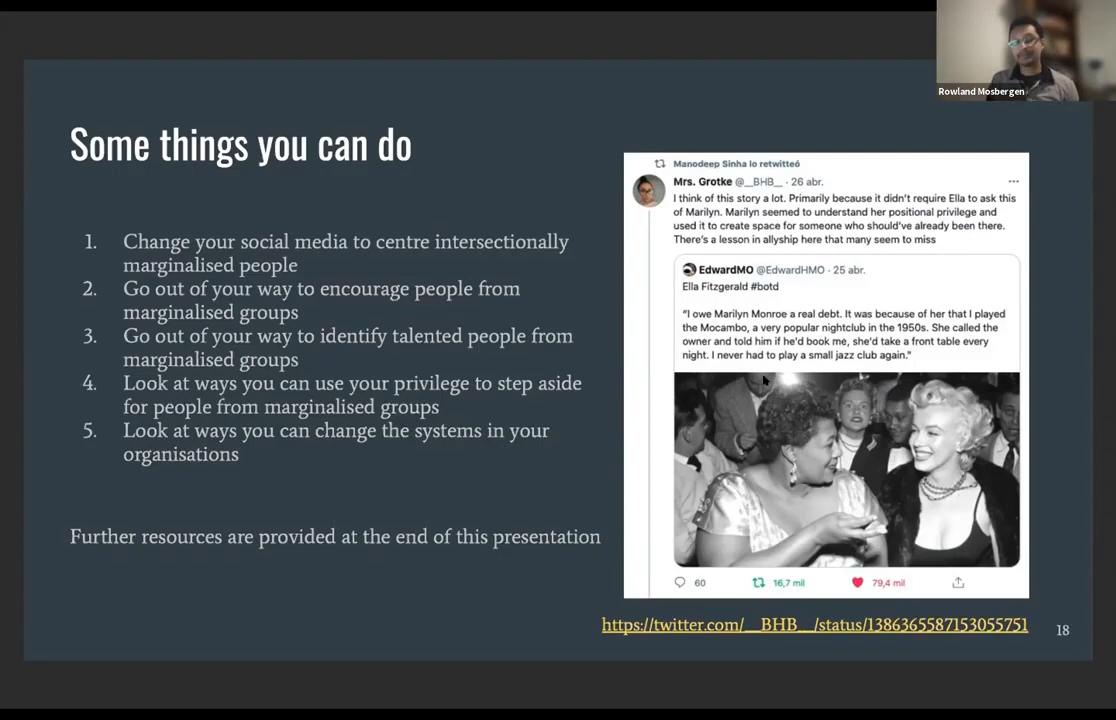 Rowland Mosbergen
Some things you can do
1. Change your social media to centre intersectionally
marginalised people
2. Go out of your way to encourage people from
marginalised groups
3. Go out of your way to identify talented people from
marginalised groups
4. Look at ways you can use your privilege to step aside
for people from marginalised groups
5. Look at ways you can change the systems in your
organisations
Further resources are provided at the end of this presentation
Manodeep Sinha lo retwitteó
Mrs. Grotke @__BHB__ · 26 abr.
I think of this story a lot. Primarily because it didn't require Ella to ask this
of Marilyn. Marilyn seemed to understand her positional privilege and
used it to create space for someone who should've already been there.
There's a lesson in allyship here that many seem to miss
EdwardMO @EdwardHMO · 25 abr.
Ella Fitzgerald #botd
"I owe Marilyn Monroe a real debt. It was because of her that I played
the Mocambo, a very popular nightclub in the 1950s. She called the
owner and told him if he'd book me, she'd take a front table every
night. I never had to play a small jazz club again."
60 16,7 mil 79,4 mil
https://twitter.com/__BHB__/status/1386365587153055751
18